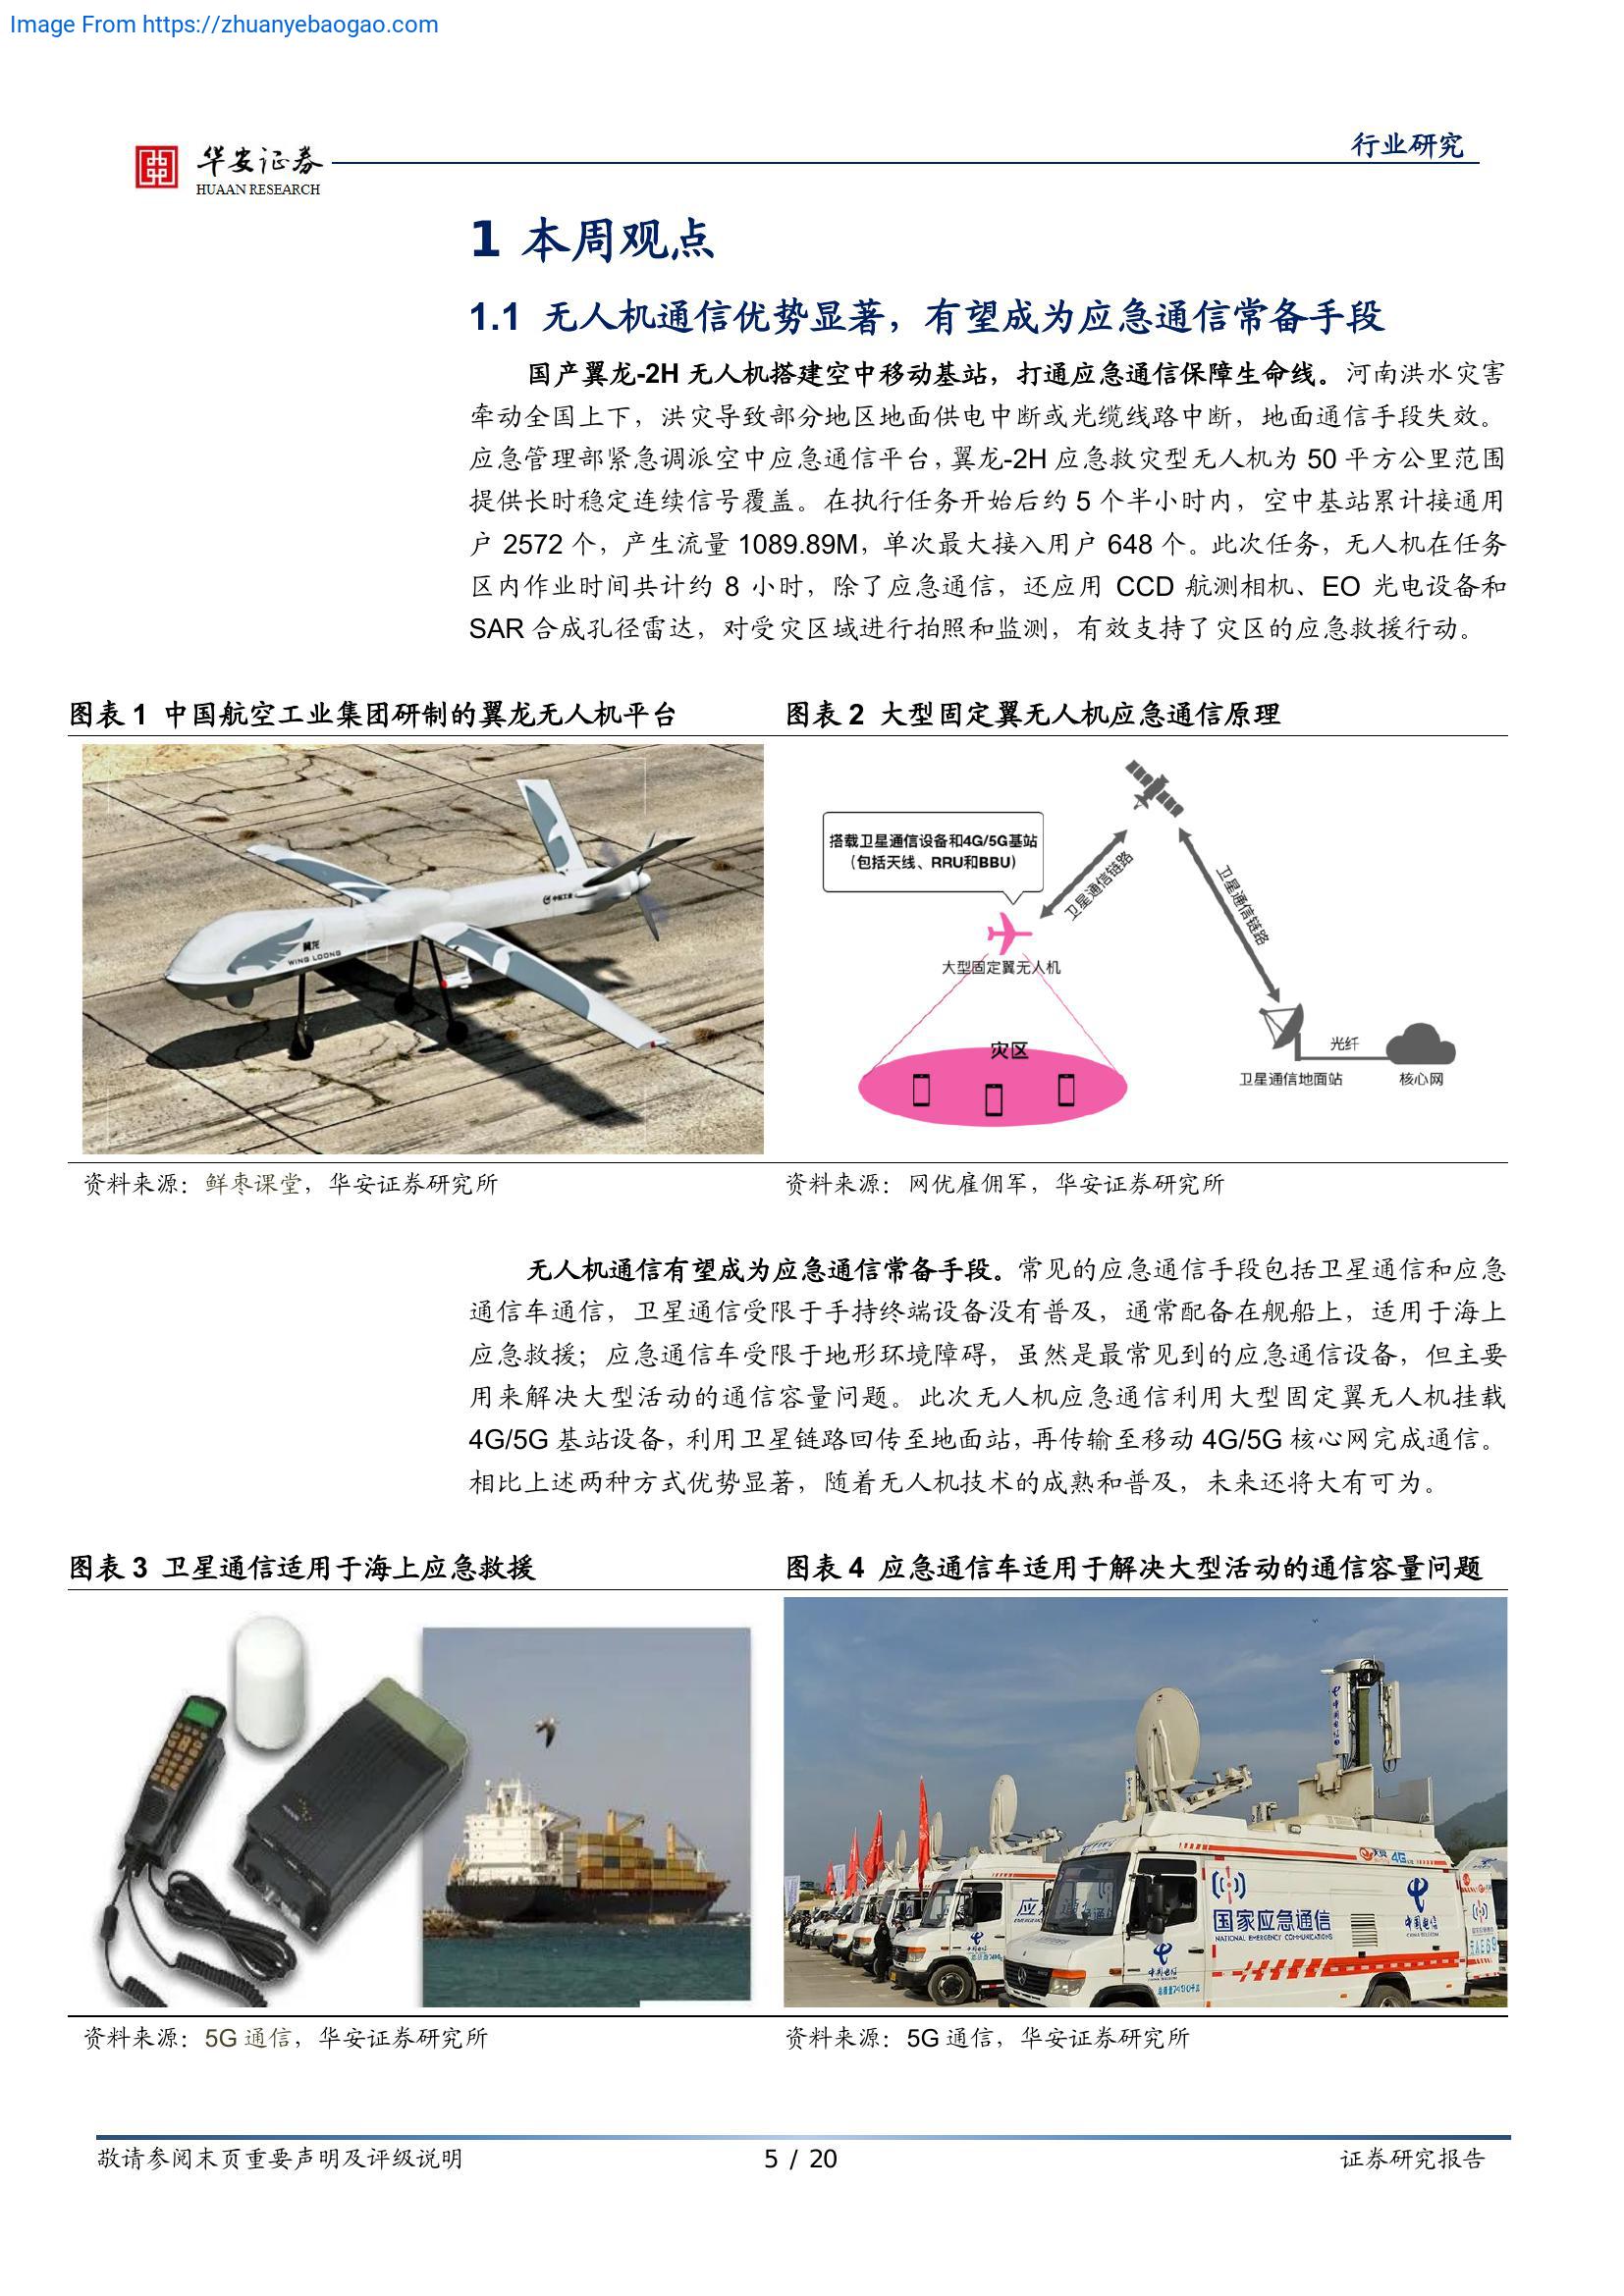 Image From https://zhuanyebaogao.com
华安证券
HUAAN RESEARCH
行业研究
1 本周观点
1.1 无人机通信优势显著，有望成为应急通信常备手段
国产翼龙-2H 无人机搭建空中移动基站，打通应急通信保障生命线。河南洪水灾害
牵动全国上下，洪灾导致部分地区地面供电中断或光缆线路中断，地面通信手段失效。
应急管理部紧急调派空中应急通信平台，翼龙-2H 应急救灾型无人机为 50 平方公里范围
提供长时稳定连续信号覆盖。在执行任务开始后约 5 个半小时内，空中基站累计接通用
户 2572 个，产生流量 1089.89M，单次最大接入用户 648 个。此次任务，无人机在任务
区内作业时间共计约 8 小时，除了应急通信，还应用 CCD 航测相机、EO 光电设备和
SAR 合成孔径雷达，对受灾区域进行拍照和监测，有效支持了灾区的应急救援行动。
图表 1 中国航空工业集团研制的翼龙无人机平台
翼龙
WING LOONG
中航工业
图表 2 大型固定翼无人机应急通信原理
搭载卫星通信设备和4G/5G基站
（包括天线、RRU和BBU）
卫星通信链路
卫星通信链路
大型固定翼无人机
灾区
光纤
卫星通信地面站
核心网
资料来源：鲜枣课堂，华安证券研究所
资料来源：网优雇佣军，华安证券研究所
无人机通信有望成为应急通信常备手段。常见的应急通信手段包括卫星通信和应急
通信车通信，卫星通信受限于手持终端设备没有普及，通常配备在舰船上，适用于海上
应急救援；应急通信车受限于地形环境障碍，虽然是最常见到的应急通信设备，但主要
用来解决大型活动的通信容量问题。此次无人机应急通信利用大型固定翼无人机挂载
4G/5G 基站设备，利用卫星链路回传至地面站，再传输至移动 4G/5G 核心网完成通信。
相比上述两种方式优势显著，随着无人机技术的成熟和普及，未来还将大有可为。
图表 3 卫星通信适用于海上应急救援
图表 4 应急通信车适用于解决大型活动的通信容量问题
中国电信
4G
国家应急通信
NATIONAL EMERGENCY COMMUNICATIONS
中国电信
CHINA TELECOM
中国电信
资料来源：5G 通信，华安证券研究所
资料来源：5G 通信，华安证券研究所
敬请参阅末页重要声明及评级说明
5 / 20
证券研究报告